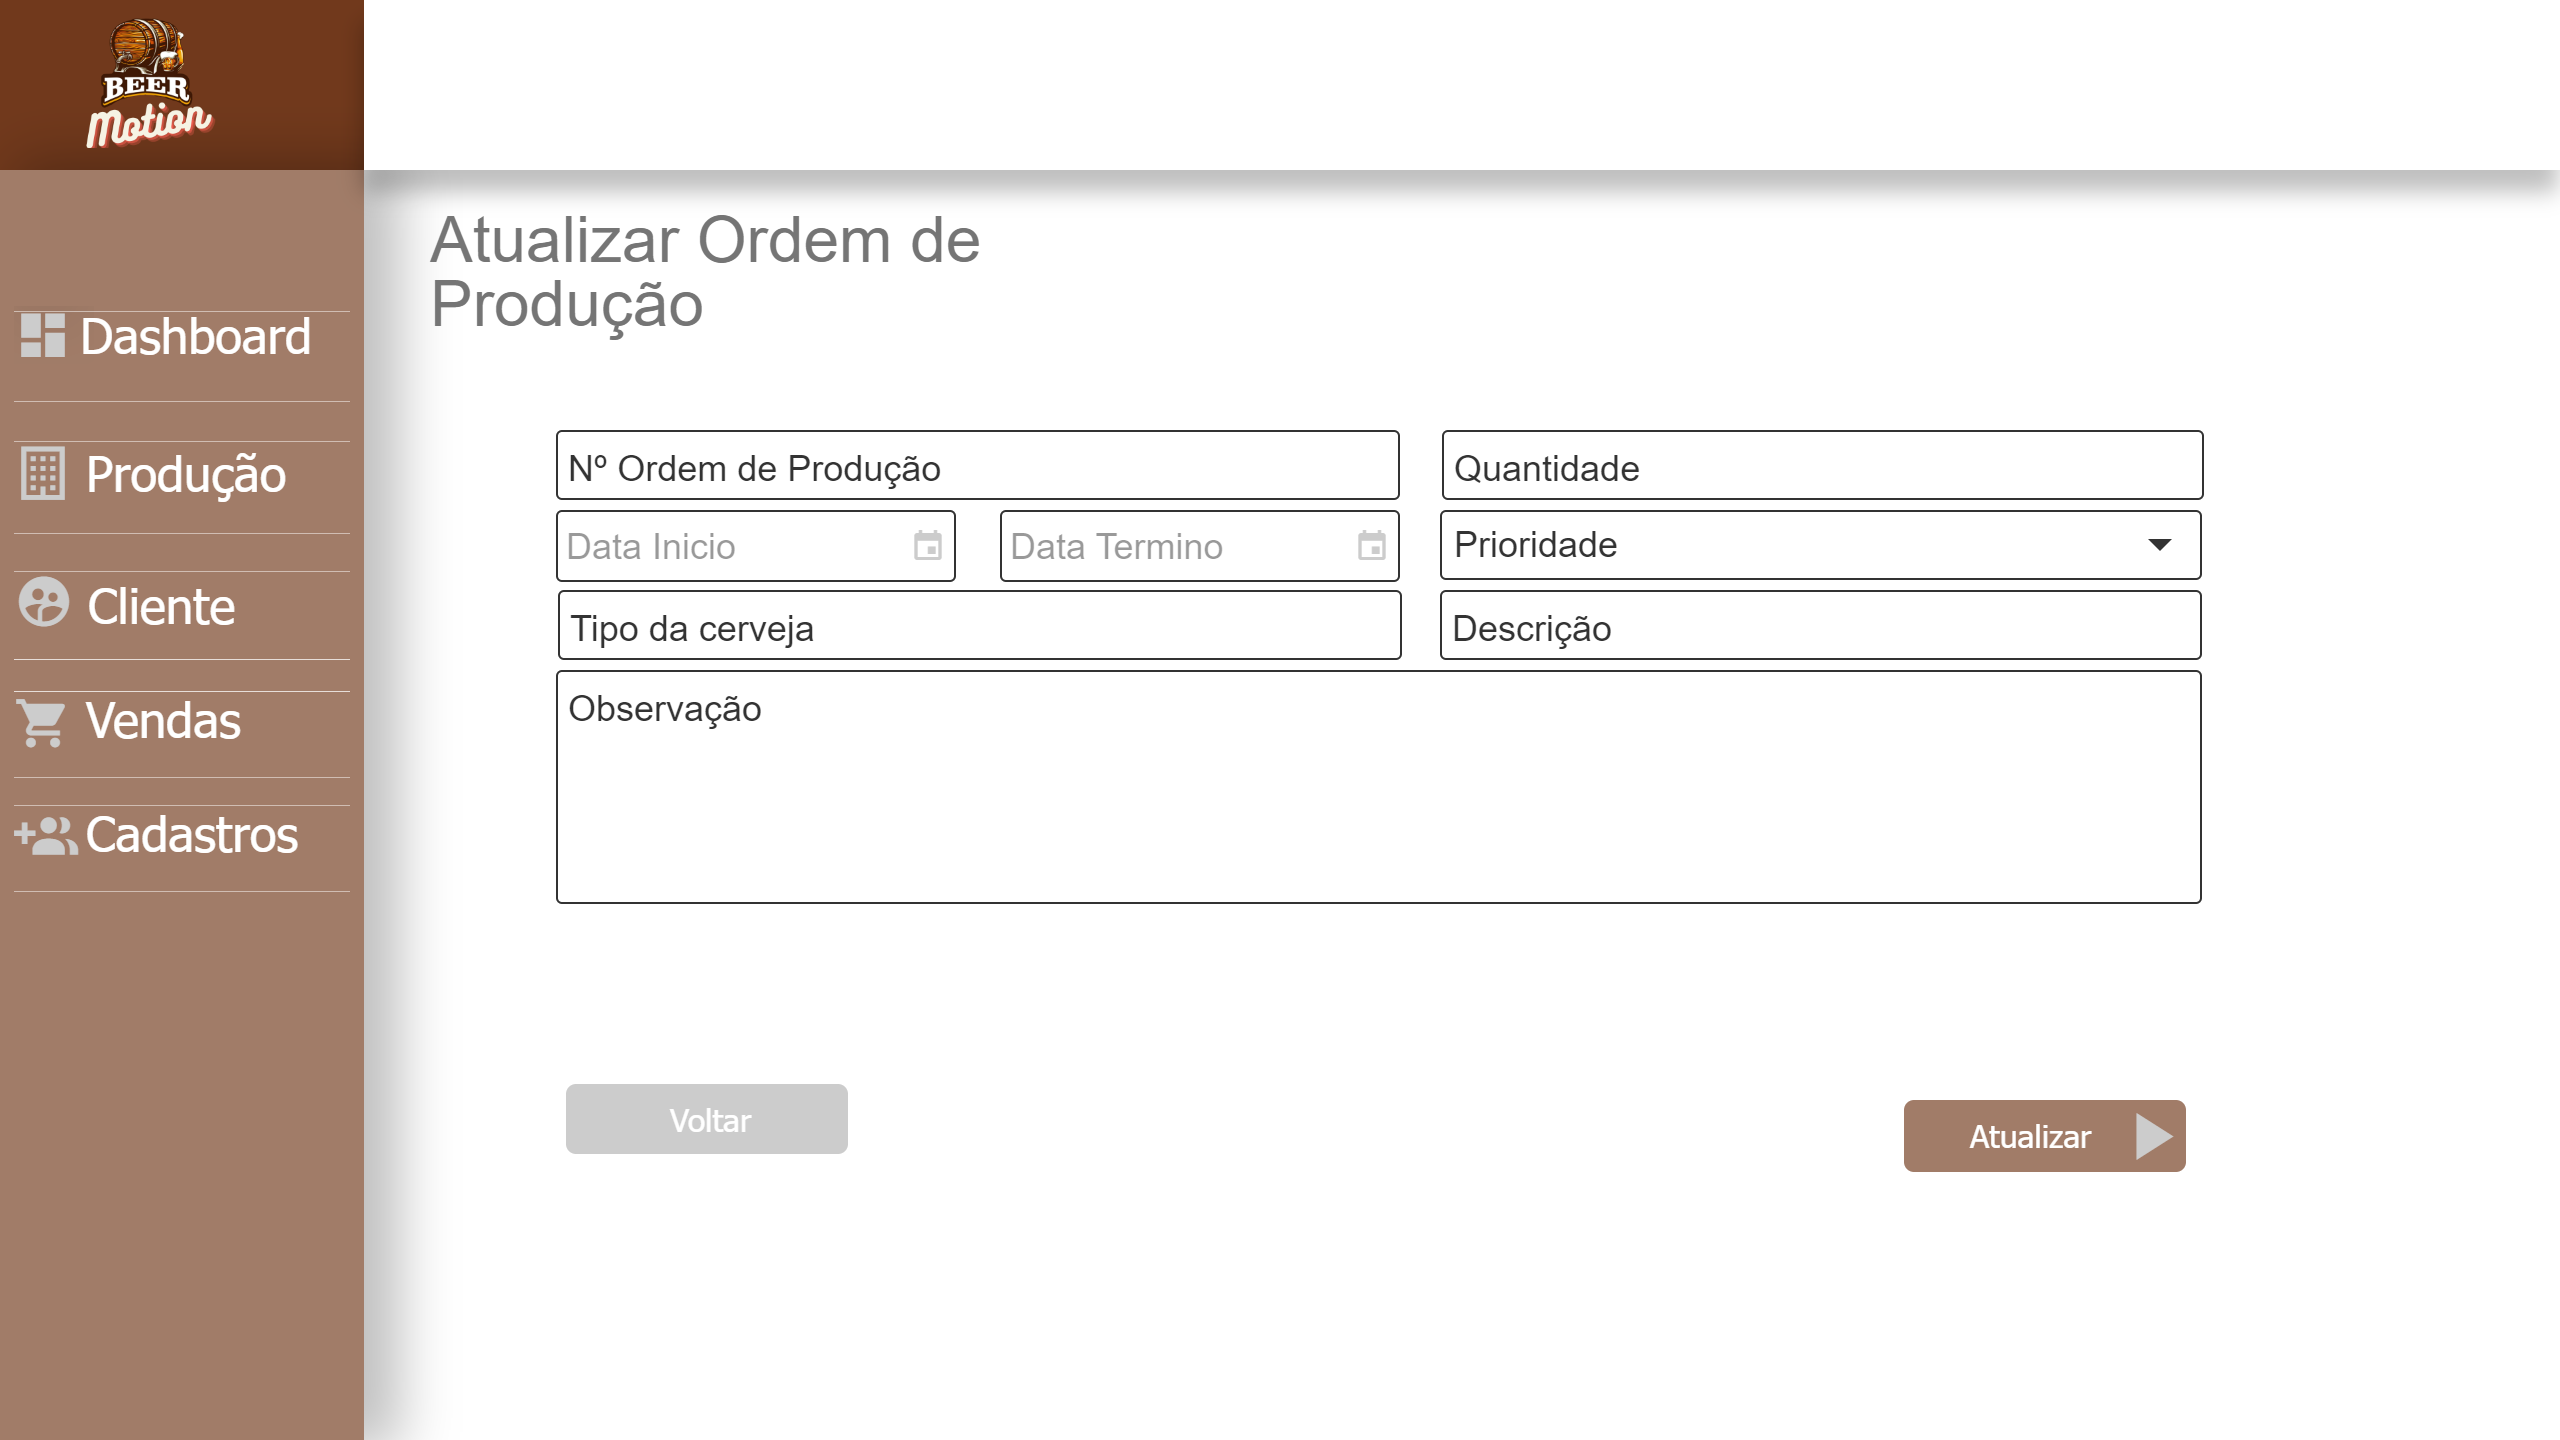 BEER
Motion
Dashboard
Produção
Cliente
Vendas
Cadastros
Atualizar Ordem de
Produção
Nº Ordem de Produção
Quantidade
Data Inicio
Data Termino
Prioridade
Tipo da cerveja
Descrição
Observação
Voltar
Atualizar